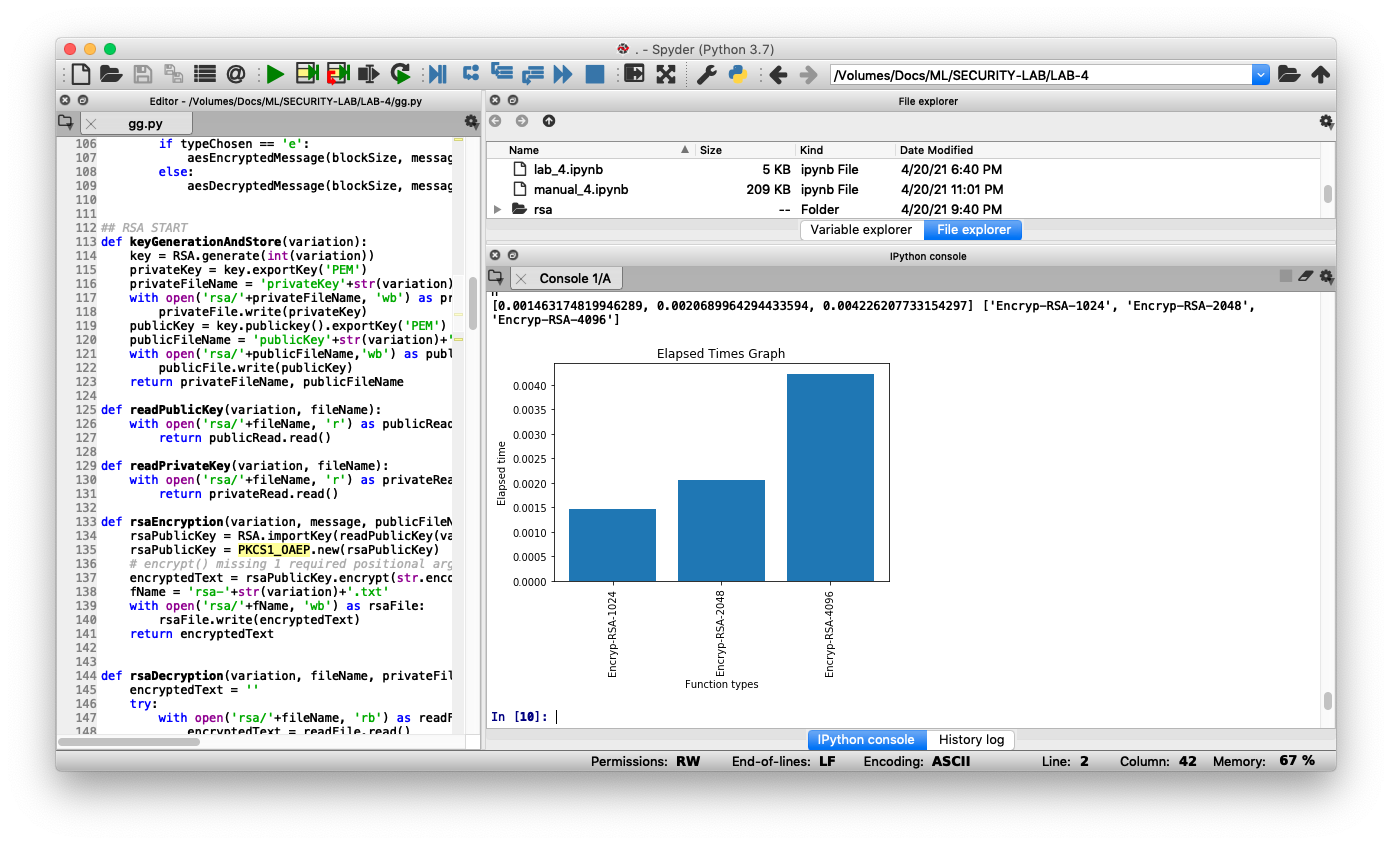 . - Spyder (Python 3.7)
/Volumes/Docs/ML/SECURITY-LAB/LAB-4
Editor - /Volumes/Docs/ML/SECURITY-LAB/LAB-4/gg.py
gg.py
106 if typeChosen == 'e':
107 aesEncryptedMessage(blockSize, messag
108 else:
109 aesDecryptedMessage(blockSize, messag
110
111
112 ## RSA START
113 def keyGenerationAndStore(variation):
114 key = RSA.generate(int(variation))
115 privateKey = key.exportKey('PEM')
116 privateFileName = 'privateKey'+str(variation)
117 with open('rsa/'+privateFileName, 'wb') as pr
118 privateFile.write(privateKey)
119 publicKey = key.publickey().exportKey('PEM')
120 publicFileName = 'publicKey'+str(variation)+'
121 with open('rsa/'+publicFileName,'wb') as publ
122 publicFile.write(publicKey)
123 return privateFileName, publicFileName
124
125 def readPublicKey(variation, fileName):
126 with open('rsa/'+fileName, 'r') as publicRead
127 return publicRead.read()
128
129 def readPrivateKey(variation, fileName):
130 with open('rsa/'+fileName, 'r') as privateRea
131 return privateRead.read()
132
133 def rsaEncryption(variation, message, publicFileN
134 rsaPublicKey = RSA.importKey(readPublicKey(va
135 rsaPublicKey = PKCS1_OAEP.new(rsaPublicKey)
136 # encrypt() missing 1 required positional arg
137 encryptedText = rsaPublicKey.encrypt(str.enco
138 fName = 'rsa-'+str(variation)+'.txt'
139 with open('rsa/'+fName, 'wb') as rsaFile:
140 rsaFile.write(encryptedText)
141 return encryptedText
142
143
144 def rsaDecryption(variation, fileName, privateFil
145 encryptedText = ''
146 try:
147 with open('rsa/'+fileName, 'rb') as readF
148 encryptedText = readFile.read()
File explorer
Name Size Kind Date Modified
lab_4.ipynb 5 KB ipynb File 4/20/21 6:40 PM
manual_4.ipynb 209 KB ipynb File 4/20/21 11:01 PM
rsa -- Folder 4/20/21 9:40 PM
Variable explorer File explorer
IPython console
Console 1/A
[0.001463174819946289, 0.0020689964294433594, 0.004226207733154297] ['Encryp-RSA-1024', 'Encryp-RSA-2048',
'Encryp-RSA-4096']
Elapsed Times Graph
0.0040
0.0035
0.0030
0.0025
0.0020
0.0015
0.0010
0.0005
0.0000
Elapsed time
Encryp-RSA-1024
Encryp-RSA-2048
Encryp-RSA-4096
Function types
In [10]:
IPython console History log
Permissions: RW End-of-lines: LF Encoding: ASCII Line: 2 Column: 42 Memory: 67 %